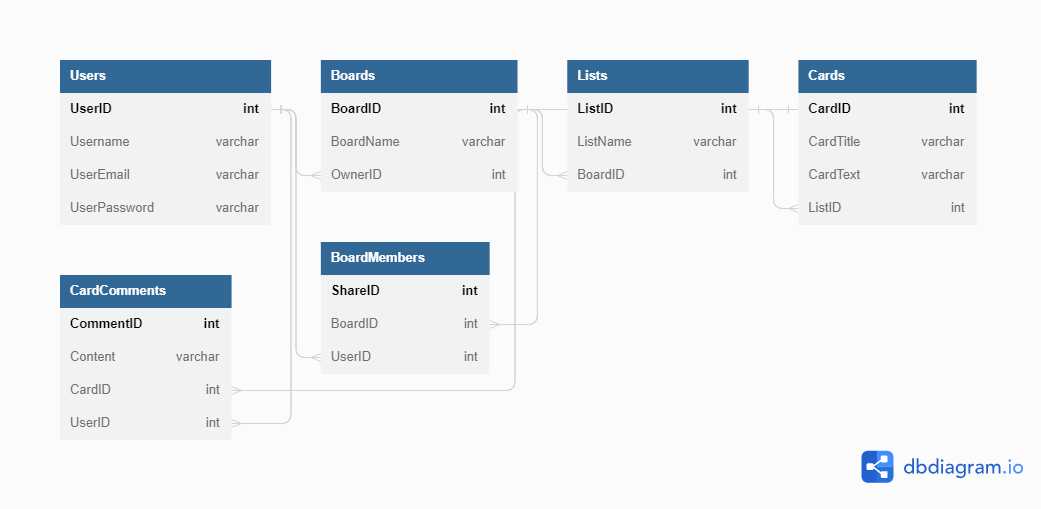 Users
UserID int
Username varchar
UserEmail varchar
UserPassword varchar
Boards
BoardID int
BoardName varchar
OwnerID int
Lists
ListID int
ListName varchar
BoardID int
Cards
CardID int
CardTitle varchar
CardText varchar
ListID int
BoardMembers
ShareID int
BoardID int
UserID int
CardComments
CommentID int
Content varchar
CardID int
UserID int
dbdiagram.io